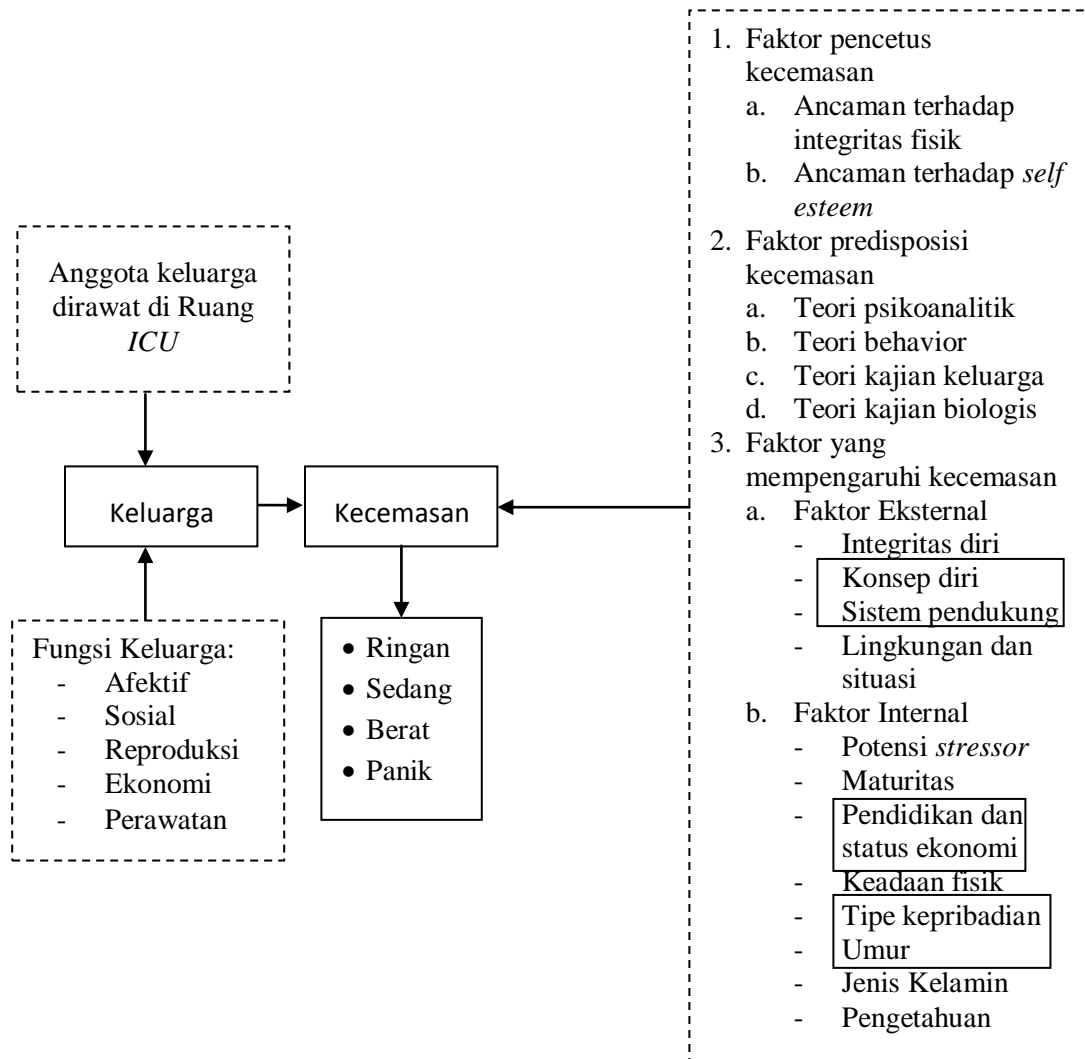 Anggota keluarga
dirawat di Ruang
ICU
Keluarga
Kecemasan
Fungsi Keluarga:
- Afektif
- Sosial
- Reproduksi
- Ekonomi
- Perawatan
• Ringan
• Sedang
• Berat
• Panik
1. Faktor pencetus
kecemasan
a. Ancaman terhadap
integritas fisik
b. Ancaman terhadap self
esteem
2. Faktor predisposisi
kecemasan
a. Teori psikoanalitik
b. Teori behavior
c. Teori kajian keluarga
d. Teori kajian biologis
3. Faktor yang
mempengaruhi kecemasan
a. Faktor Eksternal
- Integritas diri
- Konsep diri
- Sistem pendukung
- Lingkungan dan
situasi
b. Faktor Internal
- Potensi stressor
- Maturitas
- Pendidikan dan
status ekonomi
- Keadaan fisik
- Tipe kepribadian
- Umur
- Jenis Kelamin
- Pengetahuan